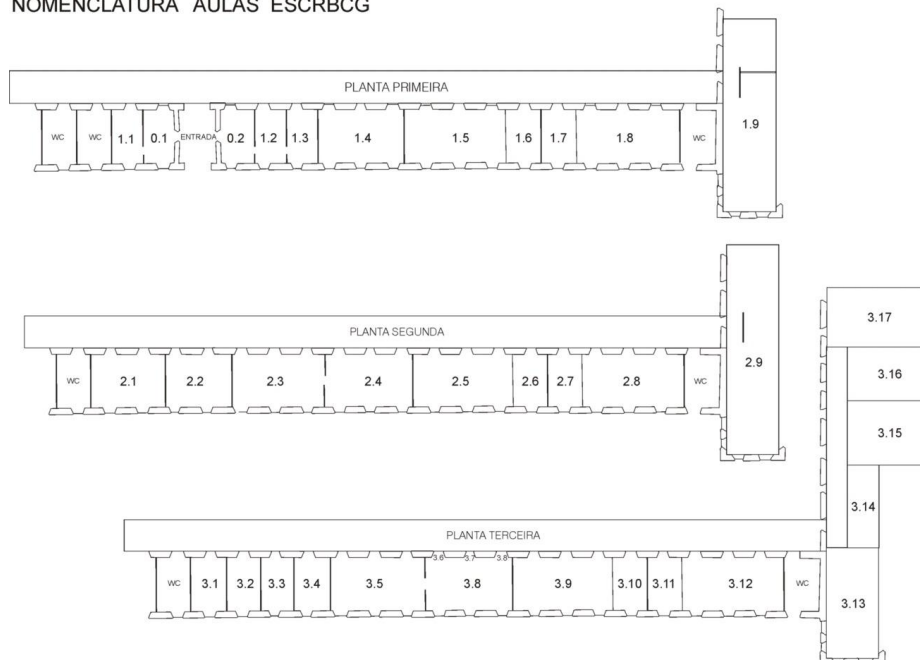 NOMENCLATURA AULAS ESCRBCG
PLANTA PRIMEIRA
WC WC 1.1 0.1 ENTRADA 0.2 1.2 1.3 1.4 1.5 1.6 1.7 1.8 WC 1.9
PLANTA SEGUNDA
WC 2.1 2.2 2.3 2.4 2.5 2.6 2.7 2.8 WC 2.9
3.17
3.16
3.15
3.14
PLANTA TERCEIRA
3.6 3.7 3.8
WC 3.1 3.2 3.3 3.4 3.5 3.8 3.9 3.10 3.11 3.12 WC 3.13